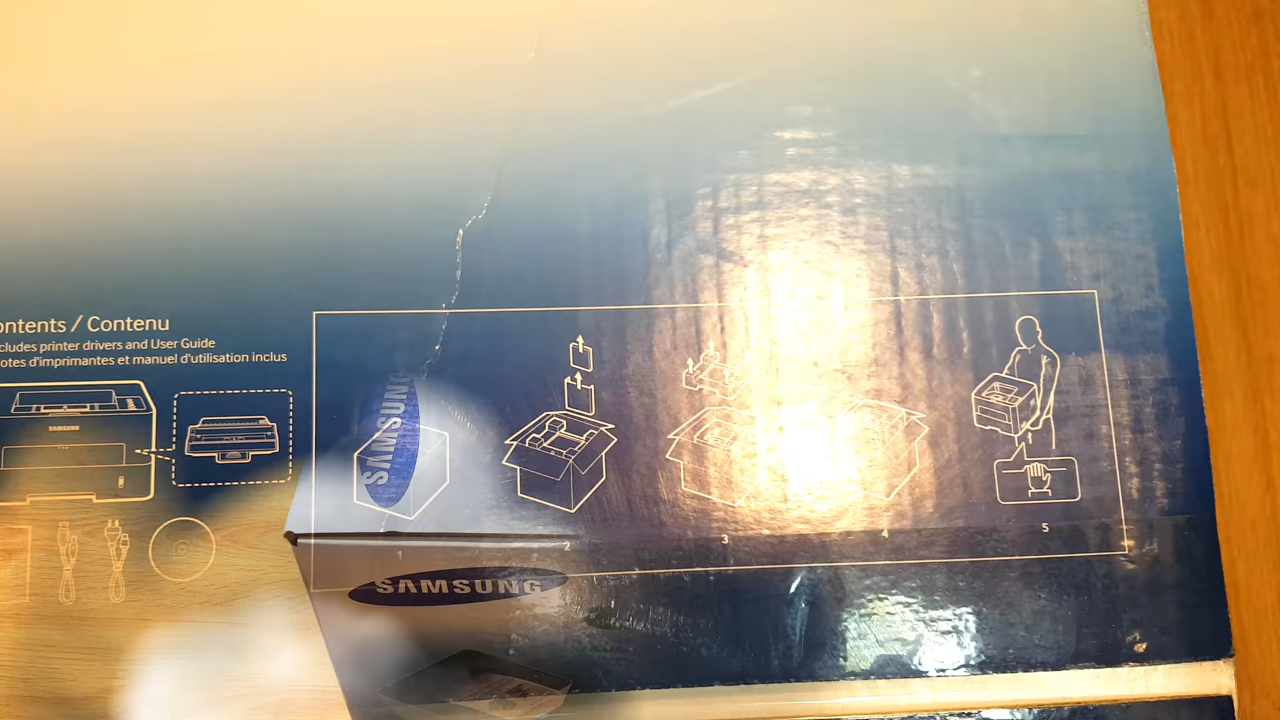 ontents / Contenu
cludes printer drivers and User Guide
otes d'imprimantes et manuel d'utilisation inclus
SAMSUNG
SAMSUNG
1
2
3
4
5
SAMSUNG